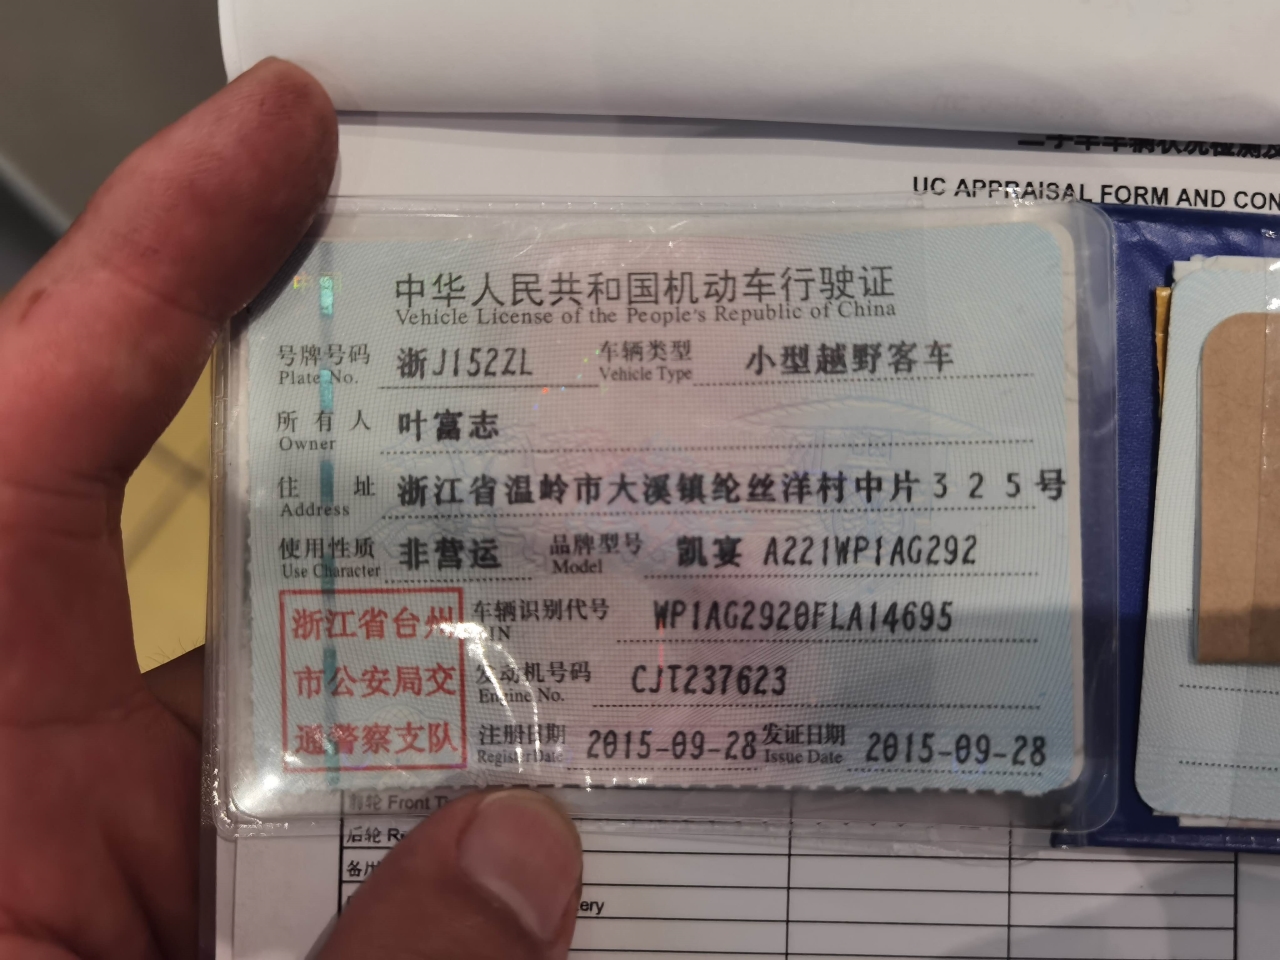 UC APPRAISAL FORM AND CON
中华人民共和国机动车行驶证
Vehicle License of the People's Republic of China
号牌号码 浙J152ZL 车辆类型 小型越野客车
Plate No. Vehicle Type
所有人 叶富志
Owner
住址 浙江省温岭市大溪镇纶丝洋村中片325号
Address
使用性质 非营运 品牌型号 凯宴 A221WP1AG292
Use Character Model
浙江省台州 车辆识别代号 WP1AG2920FLA14695
市公安局交 发动机号码 CJT237623
Engine No.
通警察支队 注册日期 2015-09-28 发证日期 2015-09-28
Register Date Issue Date
前轮 Front T
后轮 R